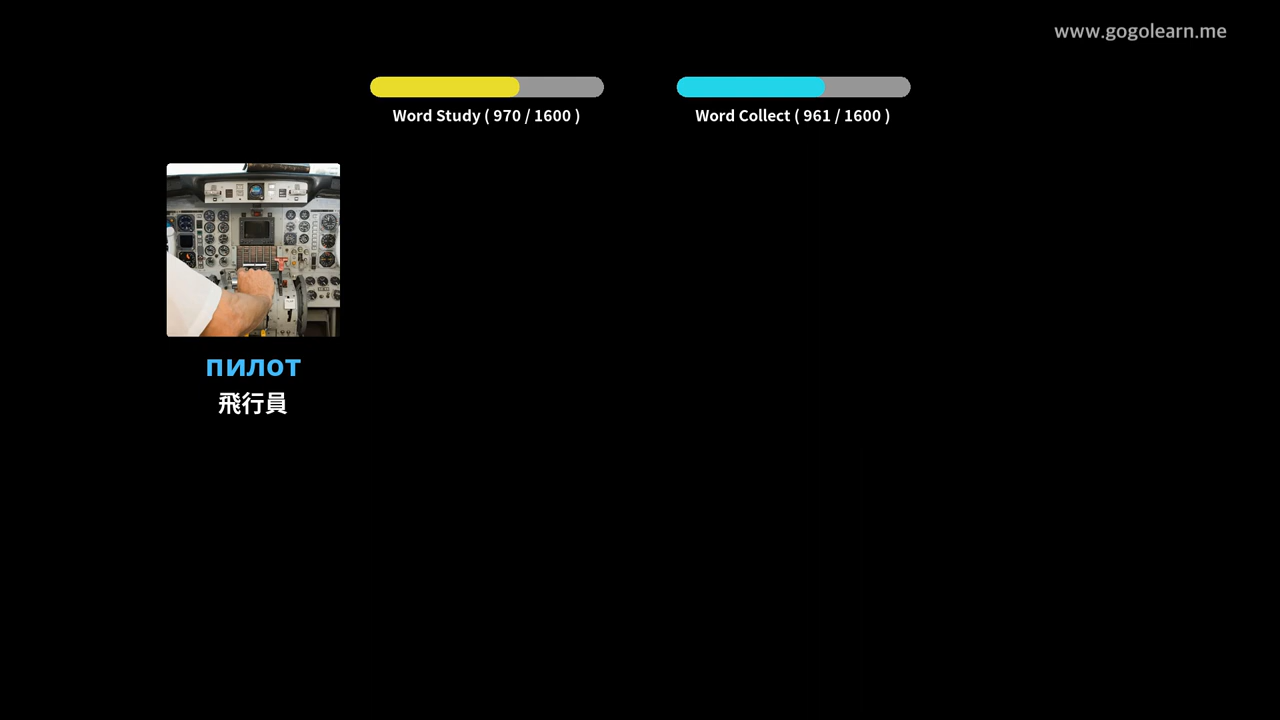 www.gogolearn.me
Word Study ( 970 / 1600 )
Word Collect ( 961 / 1600 )
пилот
飛行員